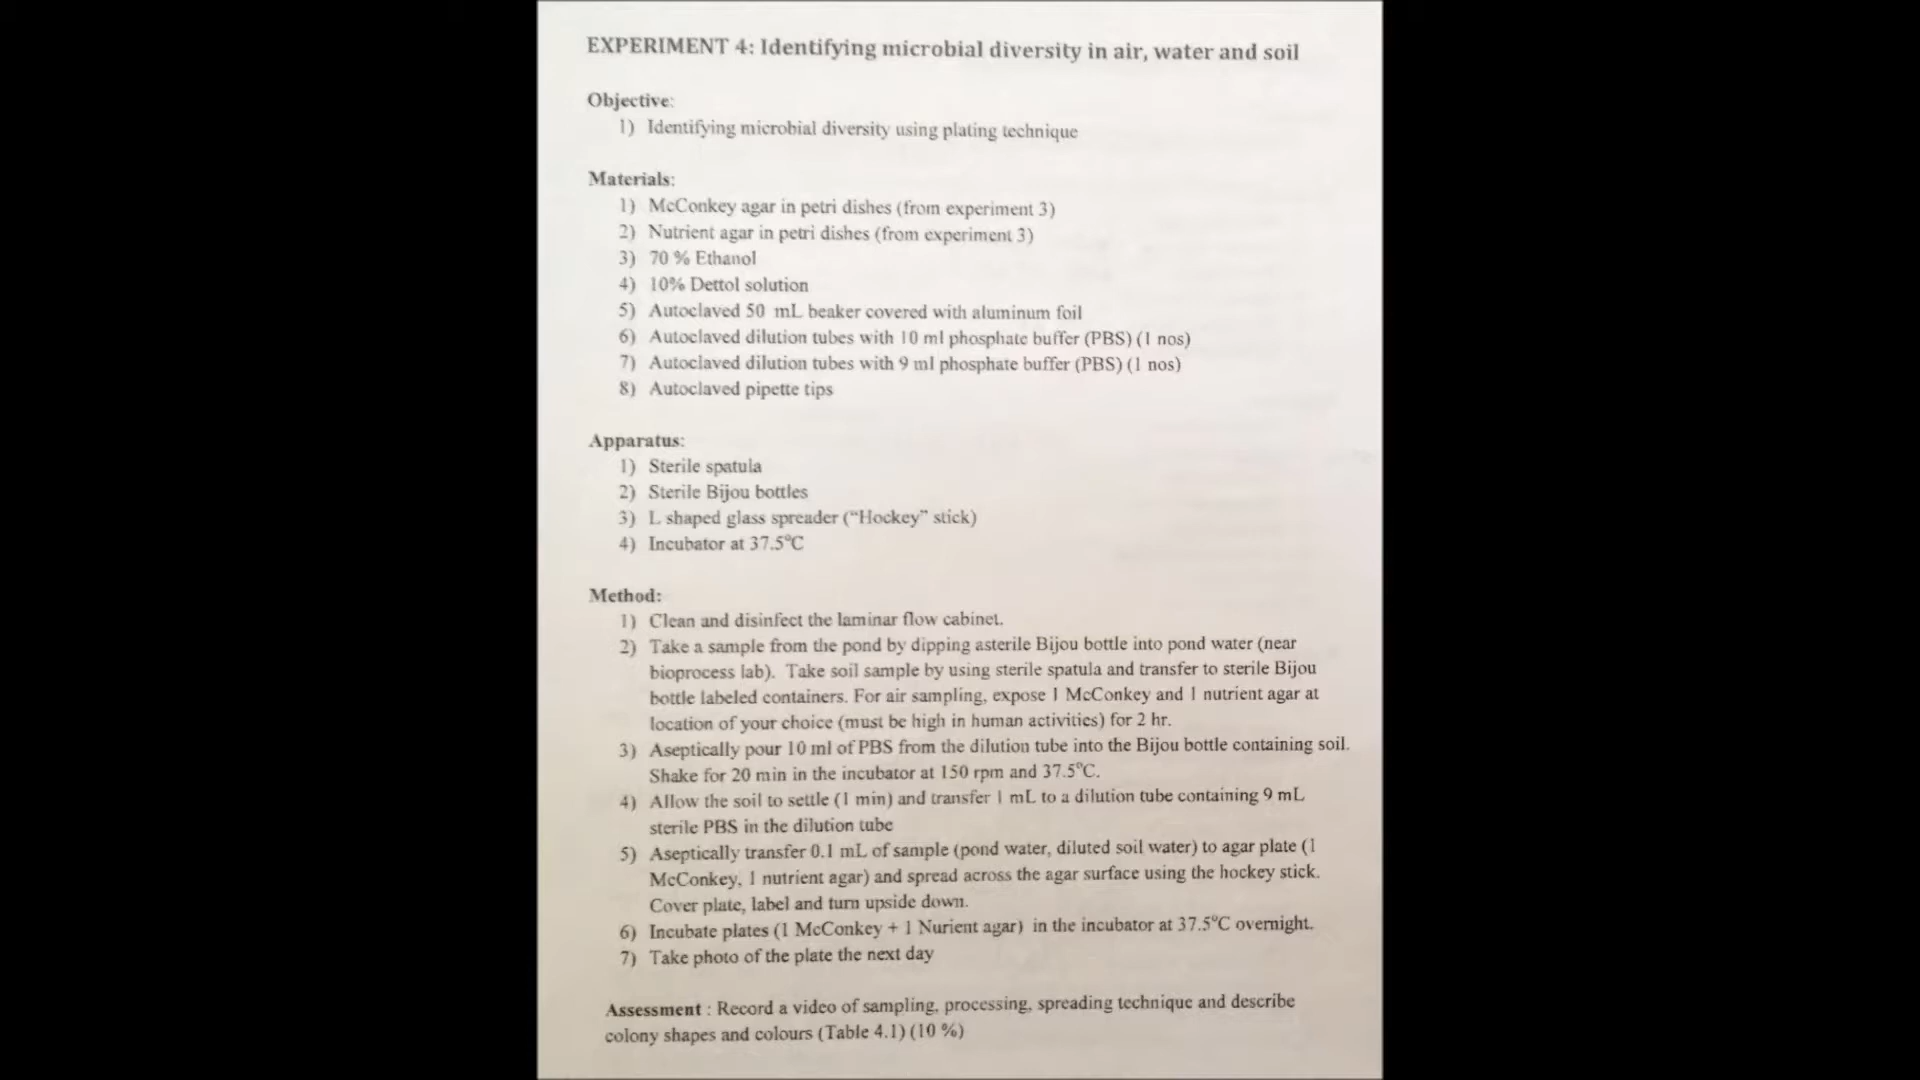 EXPERIMENT 4: Identifying microbial diversity in air, water and soil
Objective:
1) Identifying microbial diversity using plating technique
Materials:
1) McConkey agar in petri dishes (from experiment 3)
2) Nutrient agar in petri dishes (from experiment 3)
3) 70 % Ethanol
4) 10% Dettol solution
5) Autoclaved 50 mL beaker covered with aluminum foil
6) Autoclaved dilution tubes with 10 ml phosphate buffer (PBS) (1 nos)
7) Autoclaved dilution tubes with 9 ml phosphate buffer (PBS) (1 nos)
8) Autoclaved pipette tips
Apparatus:
1) Sterile spatula
2) Sterile Bijou bottles
3) L shaped glass spreader (“Hockey” stick)
4) Incubator at 37.5°C
Method:
1) Clean and disinfect the laminar flow cabinet.
2) Take a sample from the pond by dipping asterile Bijou bottle into pond water (near
bioprocess lab). Take soil sample by using sterile spatula and transfer to sterile Bijou
bottle labeled containers. For air sampling, expose 1 McConkey and 1 nutrient agar at
location of your choice (must be high in human activities) for 2 hr.
3) Aseptically pour 10 ml of PBS from the dilution tube into the Bijou bottle containing soil.
Shake for 20 min in the incubator at 150 rpm and 37.5°C.
4) Allow the soil to settle (1 min) and transfer 1 mL to a dilution tube containing 9 mL
sterile PBS in the dilution tube
5) Aseptically transfer 0.1 mL of sample (pond water, diluted soil water) to agar plate (1
McConkey, 1 nutrient agar) and spread across the agar surface using the hockey stick.
Cover plate, label and turn upside down.
6) Incubate plates (1 McConkey + 1 Nurient agar) in the incubator at 37.5°C overnight.
7) Take photo of the plate the next day
Assessment : Record a video of sampling, processing, spreading technique and describe
colony shapes and colours (Table 4.1) (10 %)